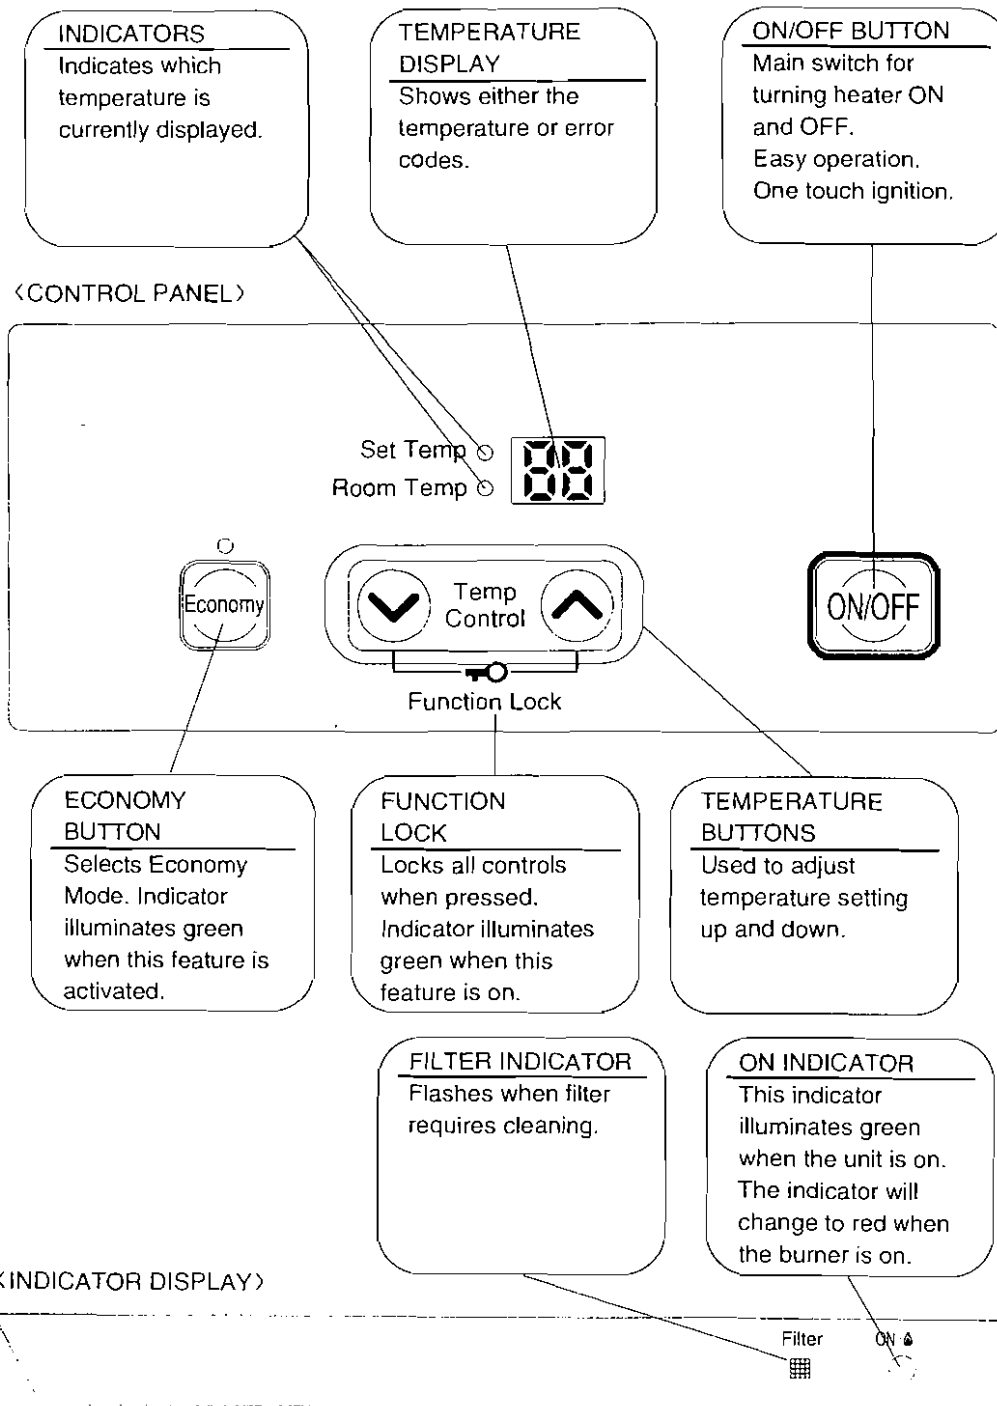 INDICATORS
Indicates which
temperature is
currently displayed.
TEMPERATURE
DISPLAY
Shows either the
temperature or error
codes.
ON/OFF BUTTON
Main switch for
turning heater ON
and OFF.
Easy operation.
One touch ignition.
<CONTROL PANEL>
Set Temp
88
Room Temp
Economy
Temp
Control
ON/OFF
Function Lock
ECONOMY
BUTTON
Selects Economy
Mode. Indicator
illuminates green
when this feature is
activated.
FUNCTION
LOCK
Locks all controls
when pressed.
Indicator illuminates
green when this
feature is on.
TEMPERATURE
BUTTONS
Used to adjust
temperature setting
up and down.
FILTER INDICATOR
Flashes when filter
requires cleaning.
ON INDICATOR
This indicator
illuminates green
when the unit is on.
The indicator will
change to red when
the burner is on.
<INDICATOR DISPLAY>
Filter
ON